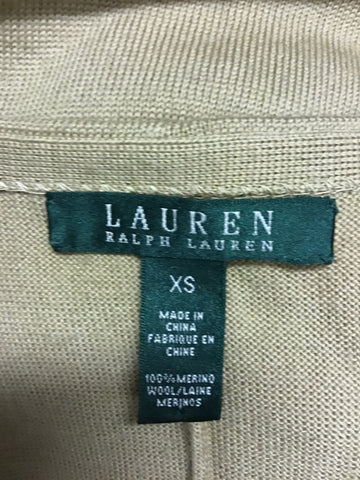 LAUREN
RALPH LAUREN
XS
MADE IN
CHINA
FABRIQUE EN
CHINE
100% MERINO
WOOL/LAINE
MERINOS